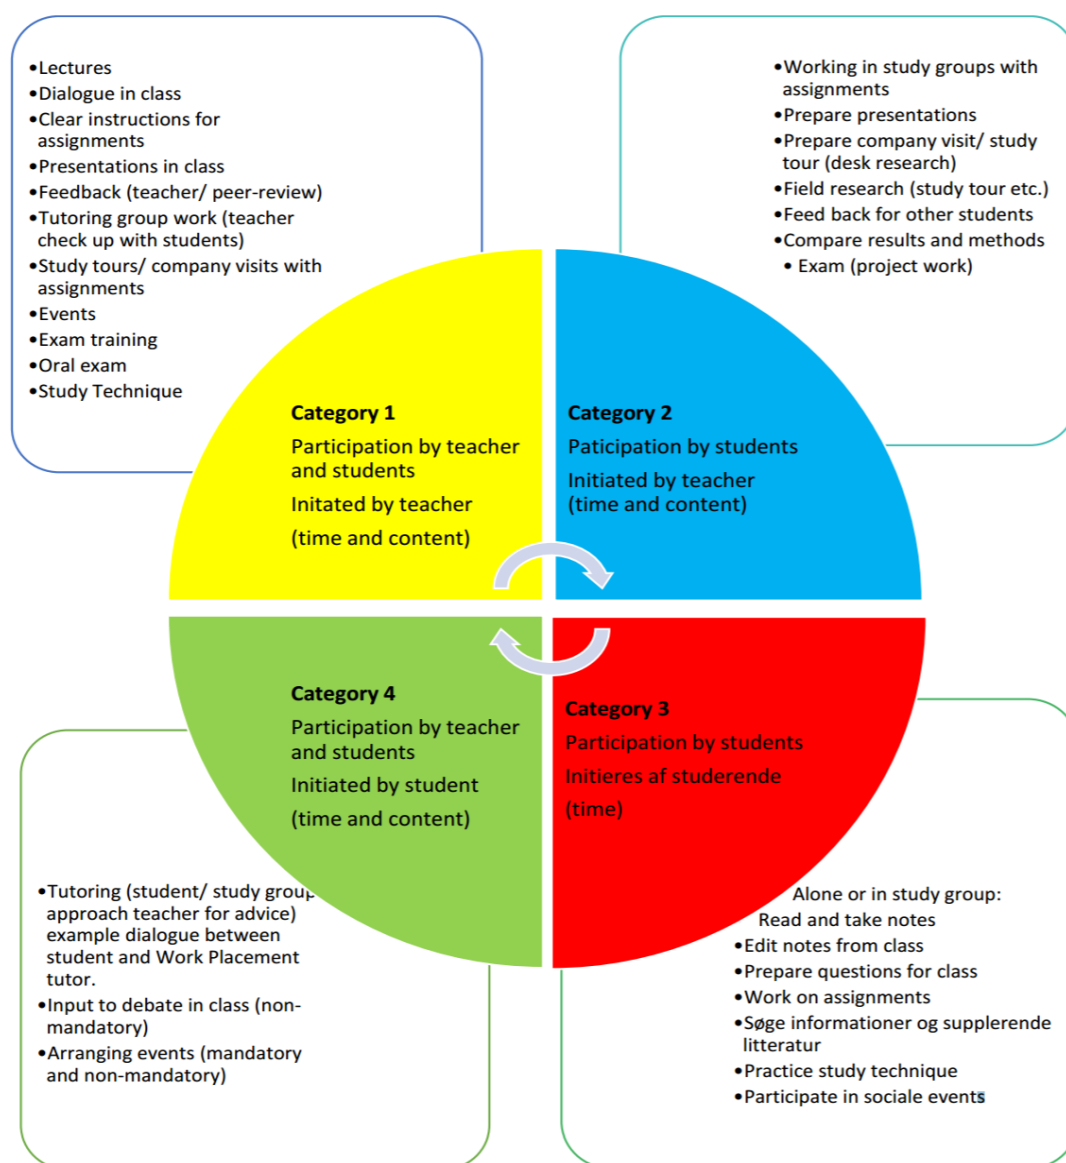 •Lectures
•Dialogue in class
•Clear instructions for
assignments
•Presentations in class
•Feedback (teacher/ peer-review)
•Tutoring group work (teacher
check up with students)
•Study tours/ company visits with
assignments
•Events
•Exam training
•Oral exam
•Study Technique
•Working in study groups with
assignments
•Prepare presentations
•Prepare company visit/ study
tour (desk research)
•Field research (study tour etc.)
•Feed back for other students
•Compare results and methods
• Exam (project work)
Category 1
Participation by teacher
and students
Initated by teacher
(time and content)
Category 2
Paticipation by students
Initiated by teacher
(time and content)
Category 4
Participation by teacher
and students
Initiated by student
(time and content)
Category 3
Participation by students
Initieres af studerende
(time)
•Tutoring (student/ study group
approach teacher for advice)
example dialogue between
student and Work Placement
tutor.
•Input to debate in class (non-
mandatory)
•Arranging events (mandatory
and non-mandatory)
Alone or in study group:
Read and take notes
•Edit notes from class
•Prepare questions for class
•Work on assignments
•Søge informationer og supplerende
litteratur
•Practice study technique
•Participate in sociale events